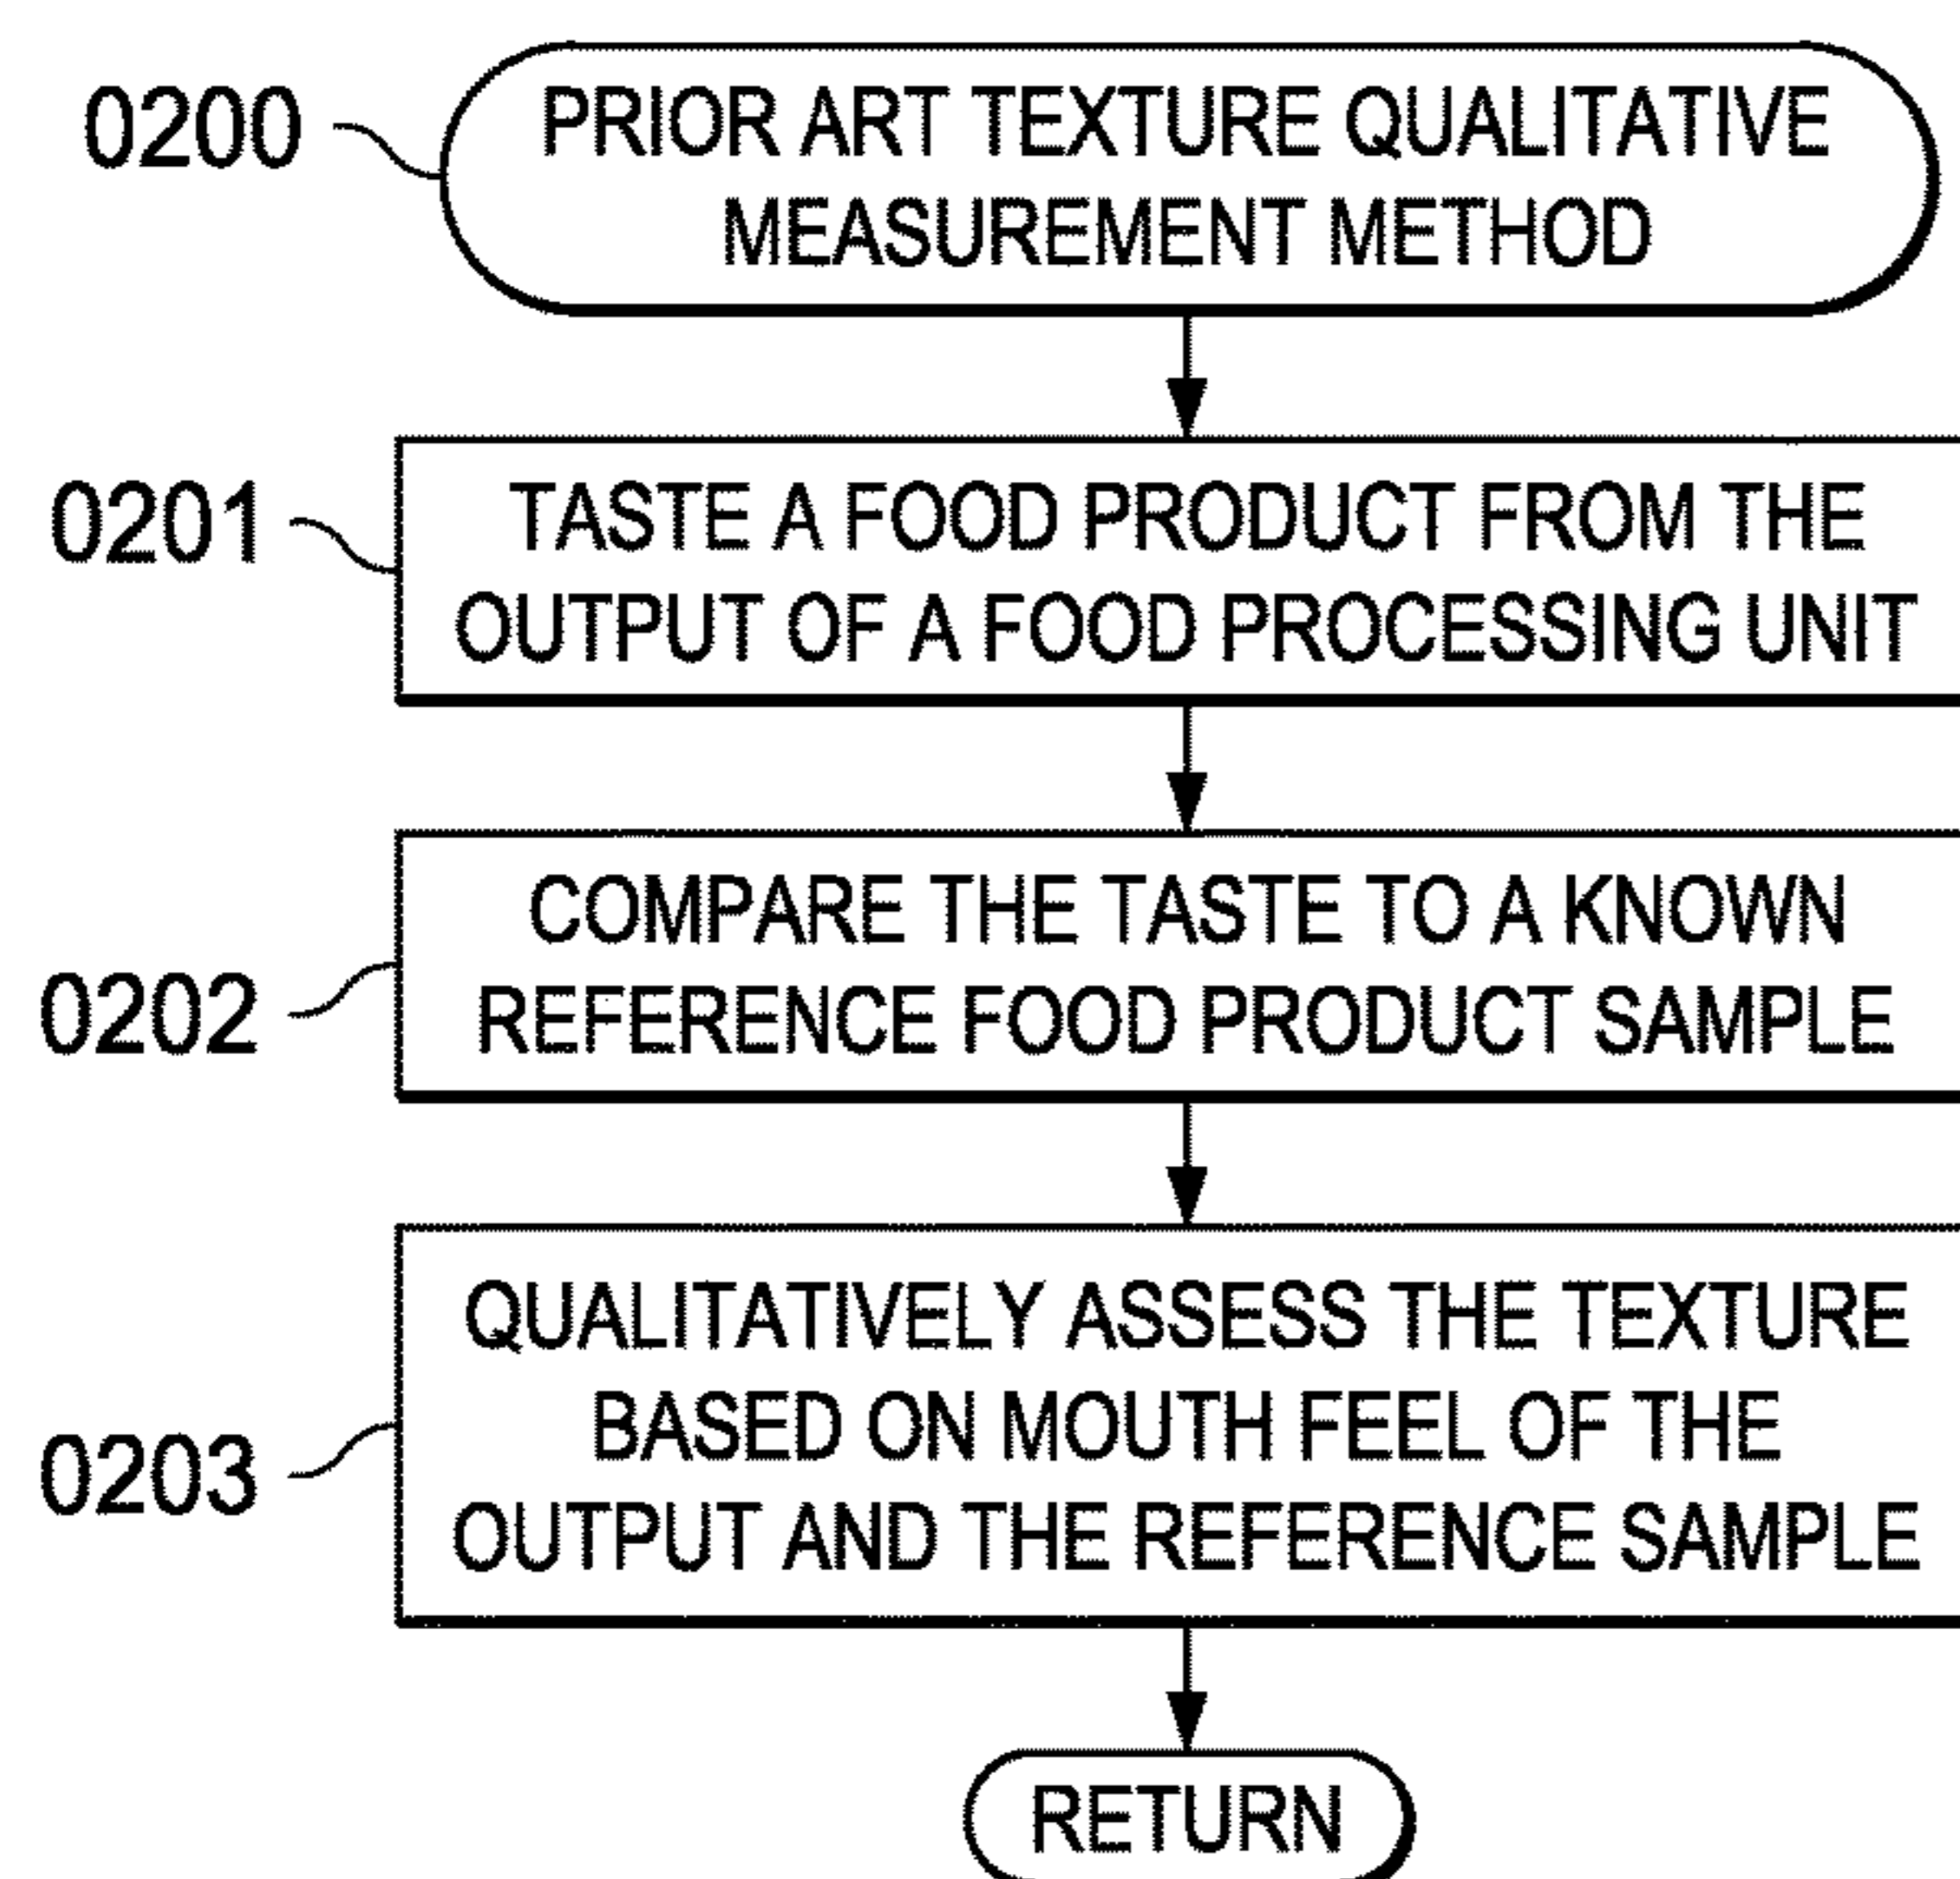 0200
PRIOR ART TEXTURE QUALITATIVE
MEASUREMENT METHOD
0201
TASTE A FOOD PRODUCT FROM THE
OUTPUT OF A FOOD PROCESSING UNIT
0202
COMPARE THE TASTE TO A KNOWN
REFERENCE FOOD PRODUCT SAMPLE
0203
QUALITATIVELY ASSESS THE TEXTURE
BASED ON MOUTH FEEL OF THE
OUTPUT AND THE REFERENCE SAMPLE
RETURN